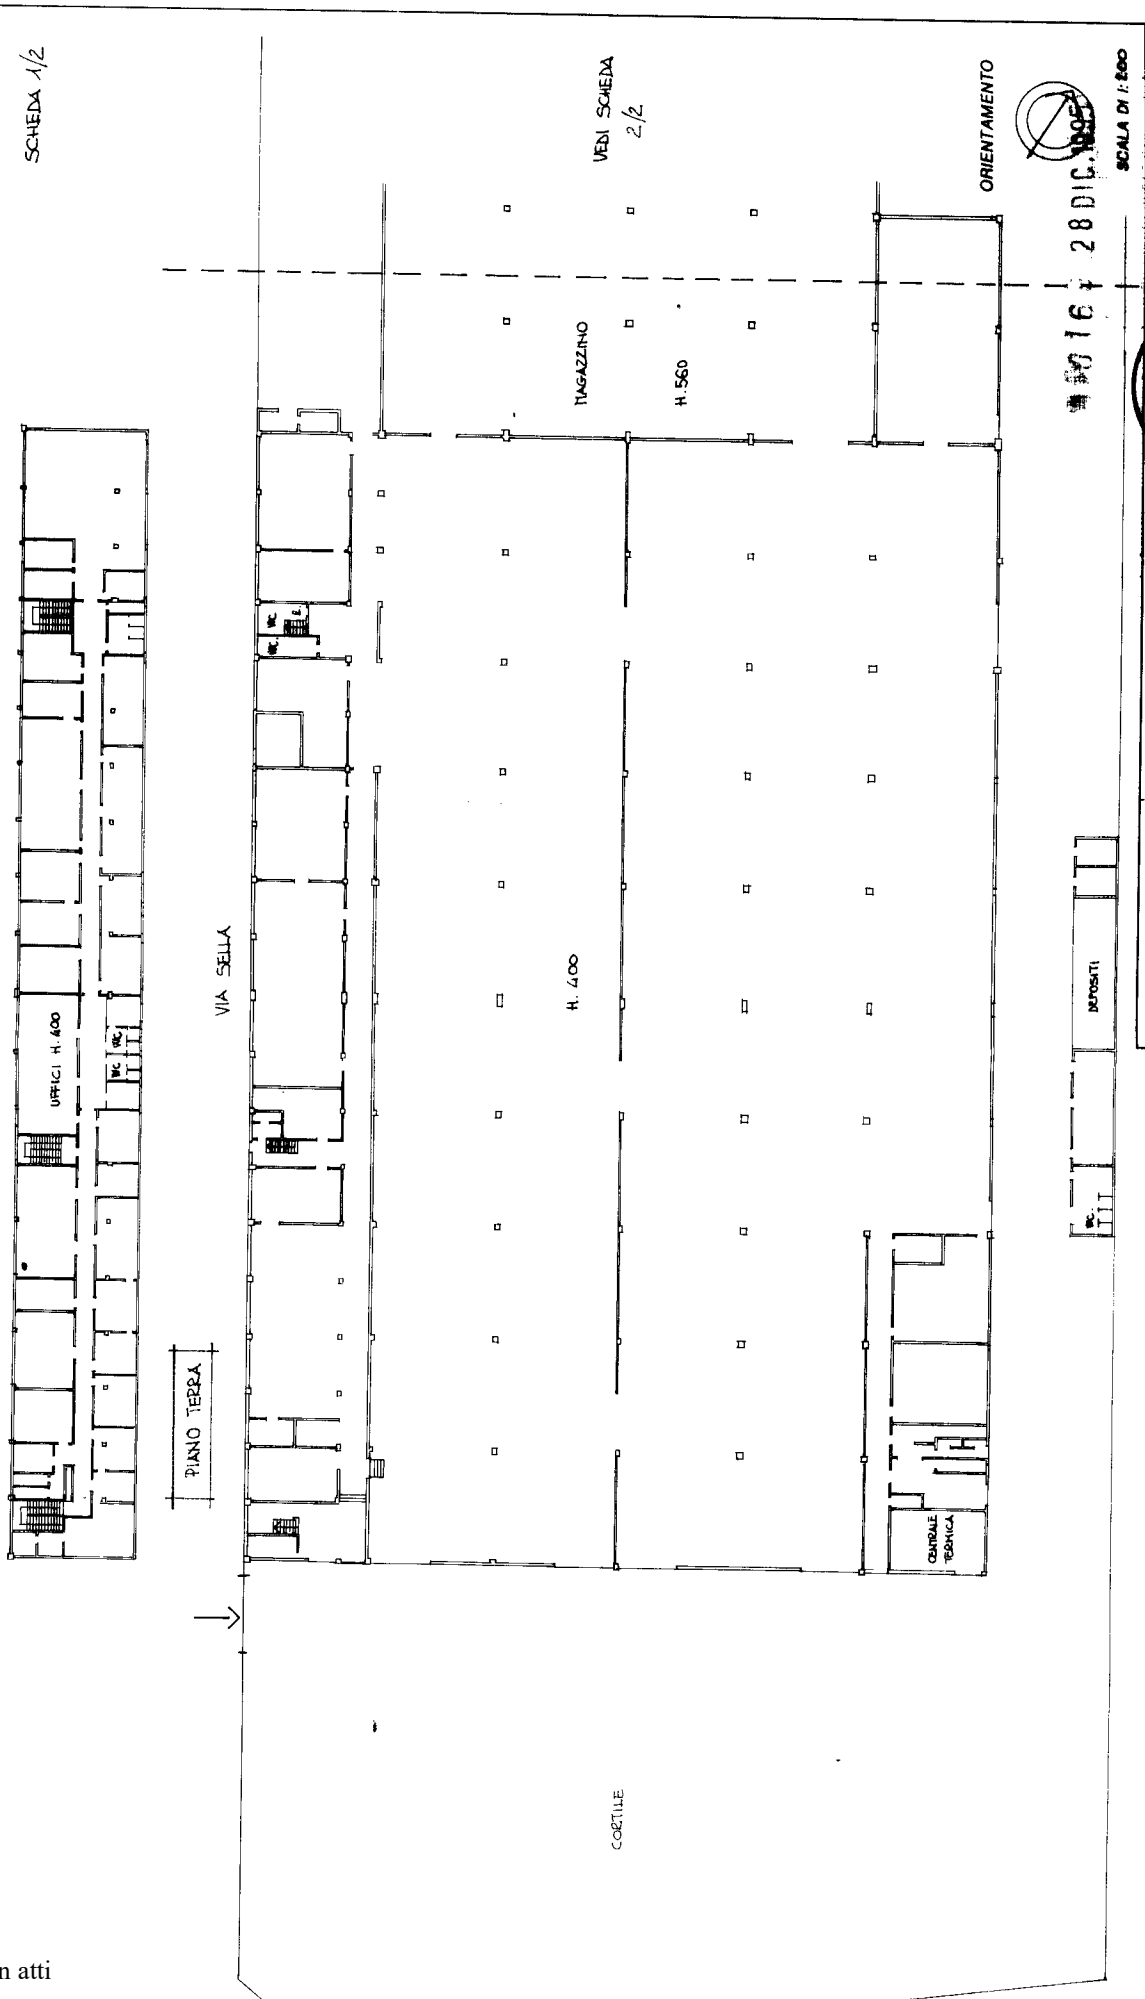 SCHEDA 1/2
VEDI SCHEDA
2/2
ORIENTAMENTO
SCALA DI 1:200
28 DIC. 1995
MAGAZZINO
H. 560
UFFICI H. 400
WC.
WC.
VIA SELLA
WC.
WC.
R.
H. 400
DEPOSITI
WC.
PIANO TERRA
CENTRALE
TERMICA
CORTILE
n atti